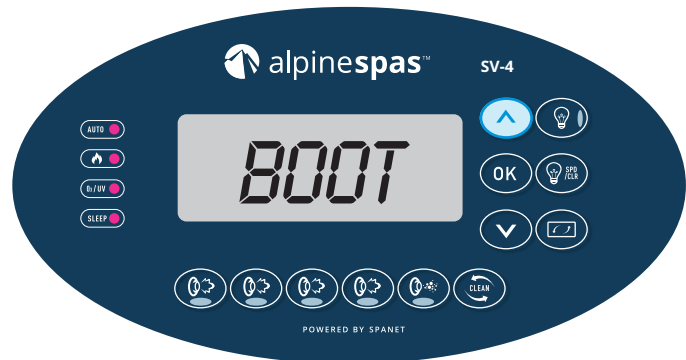 alpinespas™
SV-4
AUTO
O₃/UV
SLEEP
BOOT
OK
SPD
/CLR
CLEAN
POWERED BY SPANET